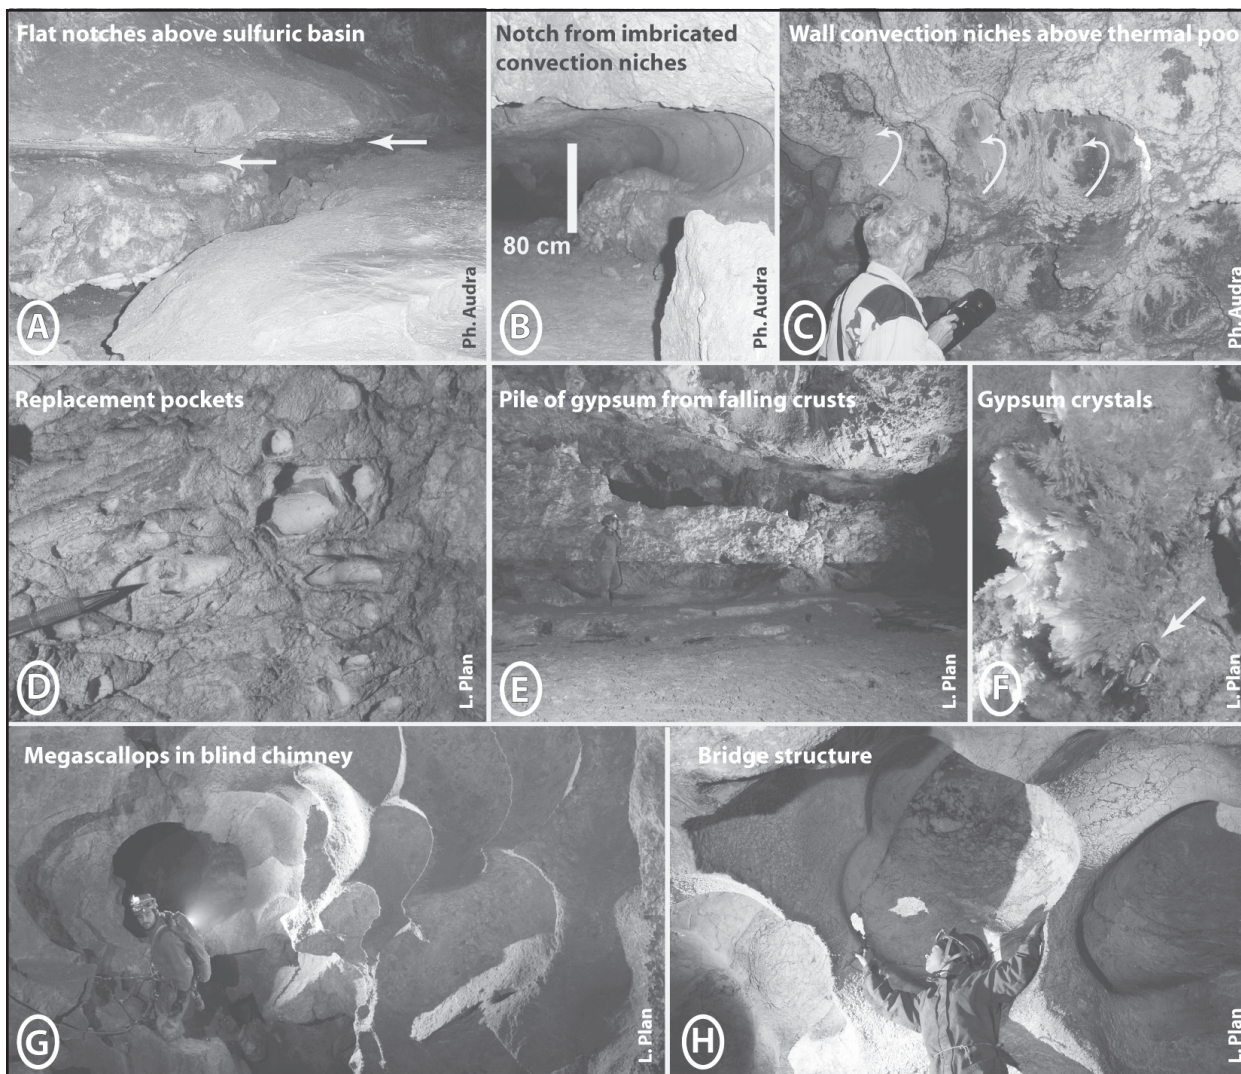 Flat notches above sulfuric basin
Ph. Audra
A
Notch from imbricated
convection niches
80 cm
Ph. Audra
B
Wall convection niches above thermal poo
Ph. Audra
C
Replacement pockets
L. Plan
D
Pile of gypsum from falling crusts
L. Plan
E
Gypsum crystals
L. Plan
F
Megascallops in blind chimney
L. Plan
G
Bridge structure
L. Plan
H